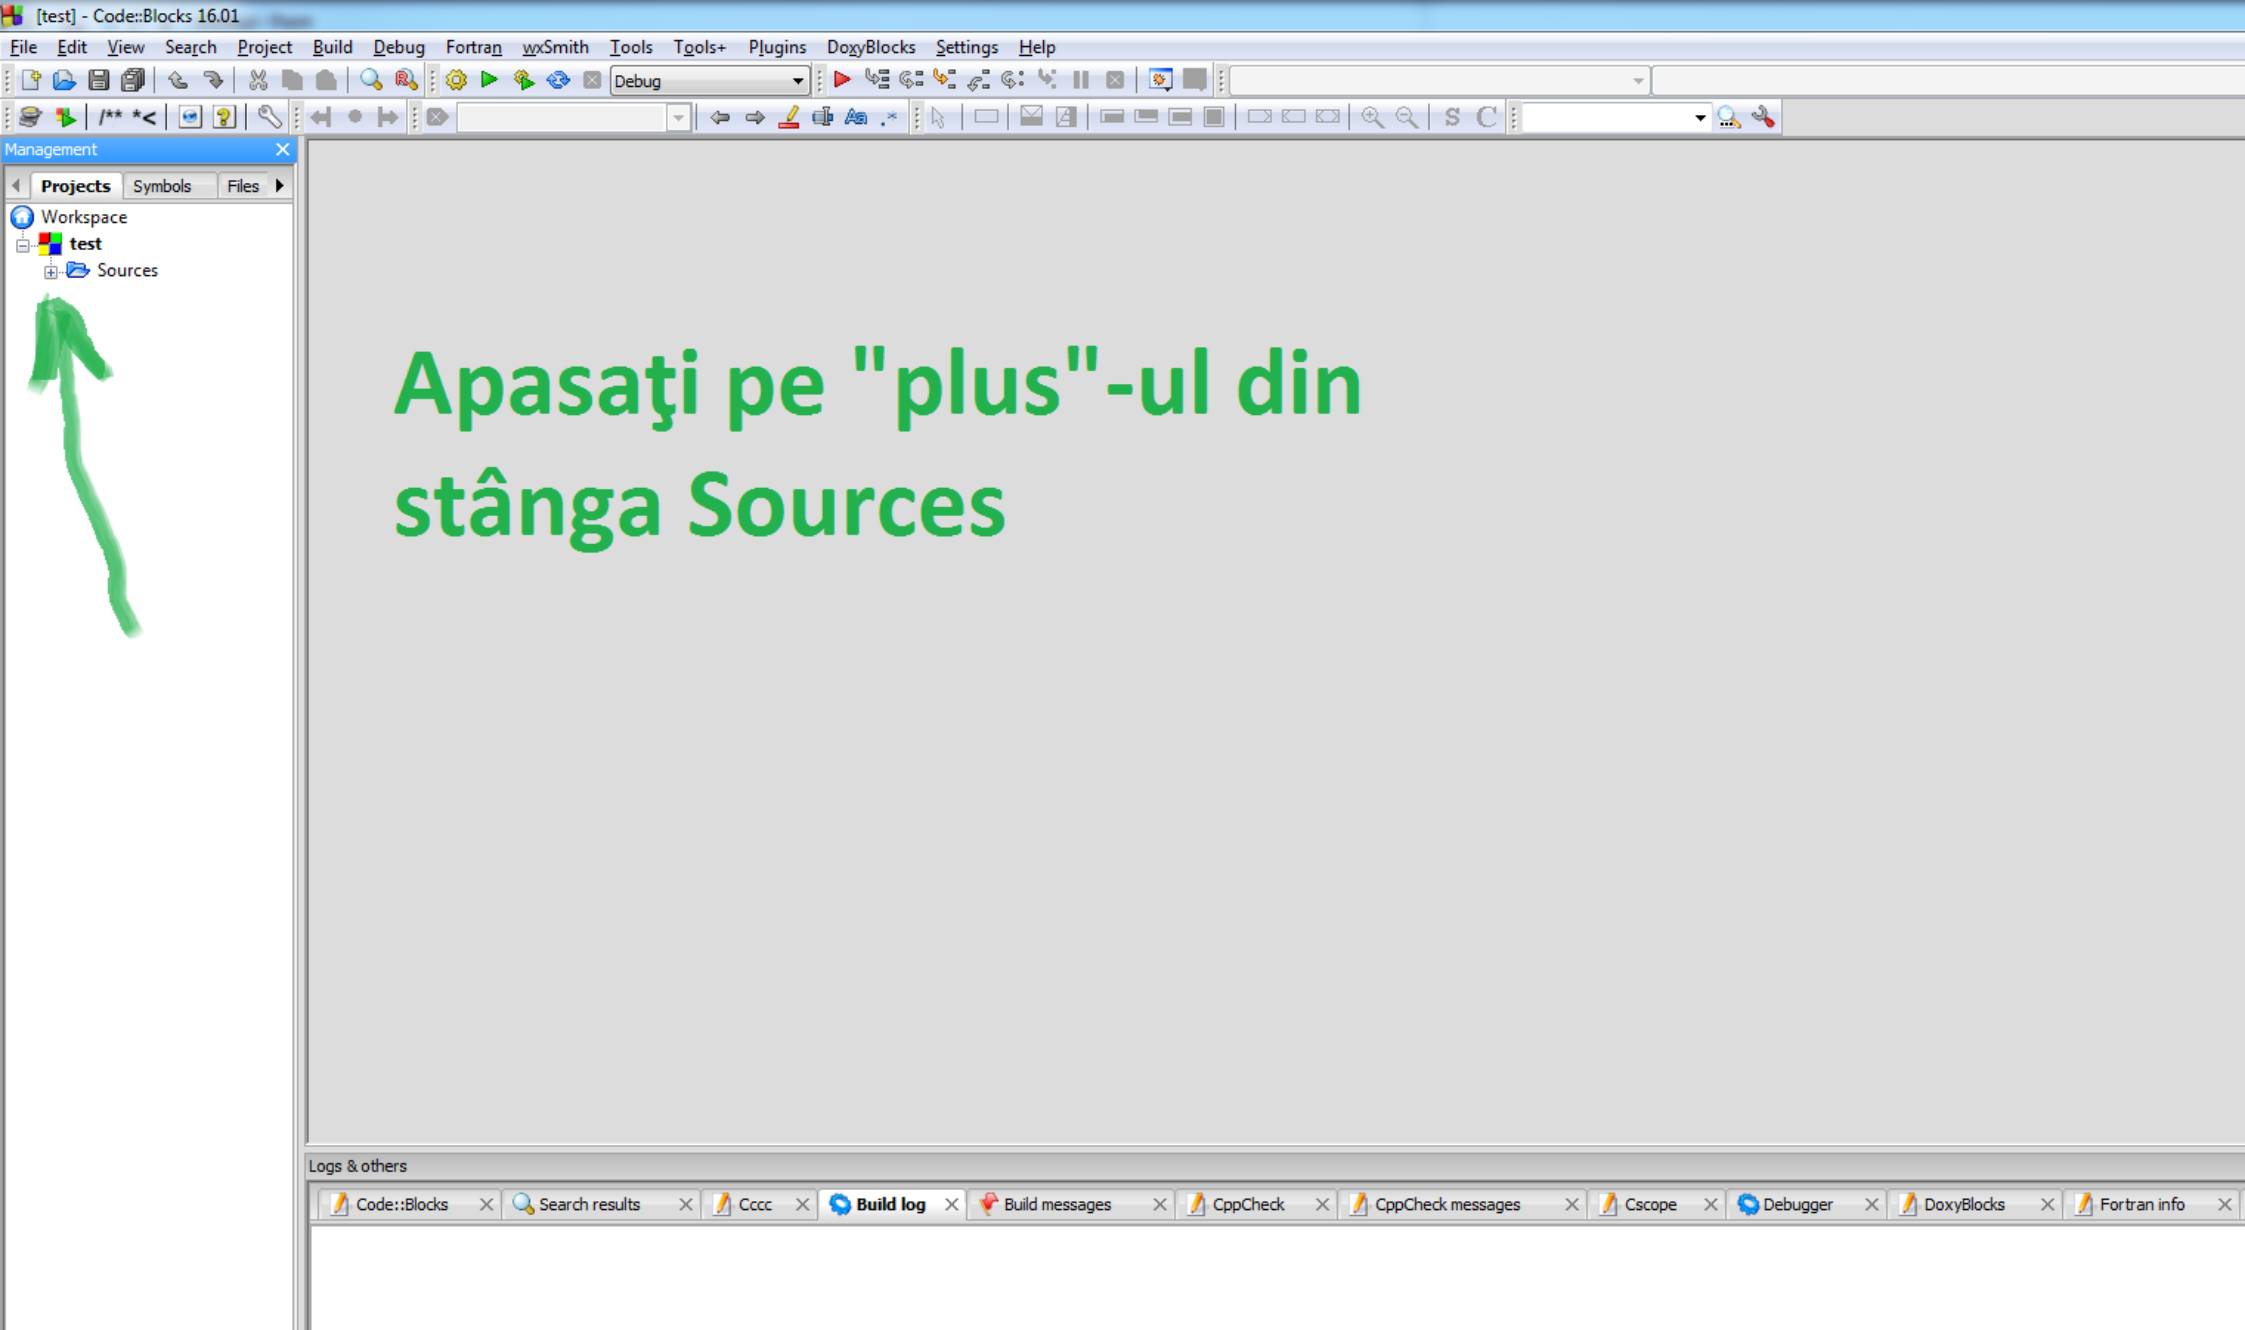 [test] - Code::Blocks 16.01
File Edit View Search Project Build Debug Fortran wxSmith Tools Tools+ Plugins DoxyBlocks Settings Help
Debug
/** *<
Aa .*
S C
Management
Projects Symbols Files
Workspace
test
Sources
Apasaţi pe "plus"-ul din
stânga Sources
Logs & others
Code::Blocks Search results Cccc Build log Build messages CppCheck CppCheck messages Cscope Debugger DoxyBlocks Fortran info